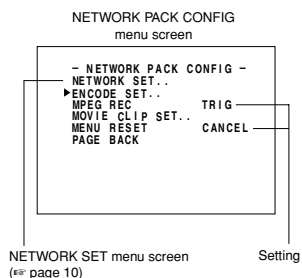 NETWORK PACK CONFIG
menu screen
– NETWORK PACK CONFIG –
NETWORK SET..
▶ENCODE SET..
MPEG REC TRIG
MOVIE CLIP SET..
MENU RESET CANCEL
PAGE BACK
NETWORK SET menu screen
(☞ page 10)
Setting